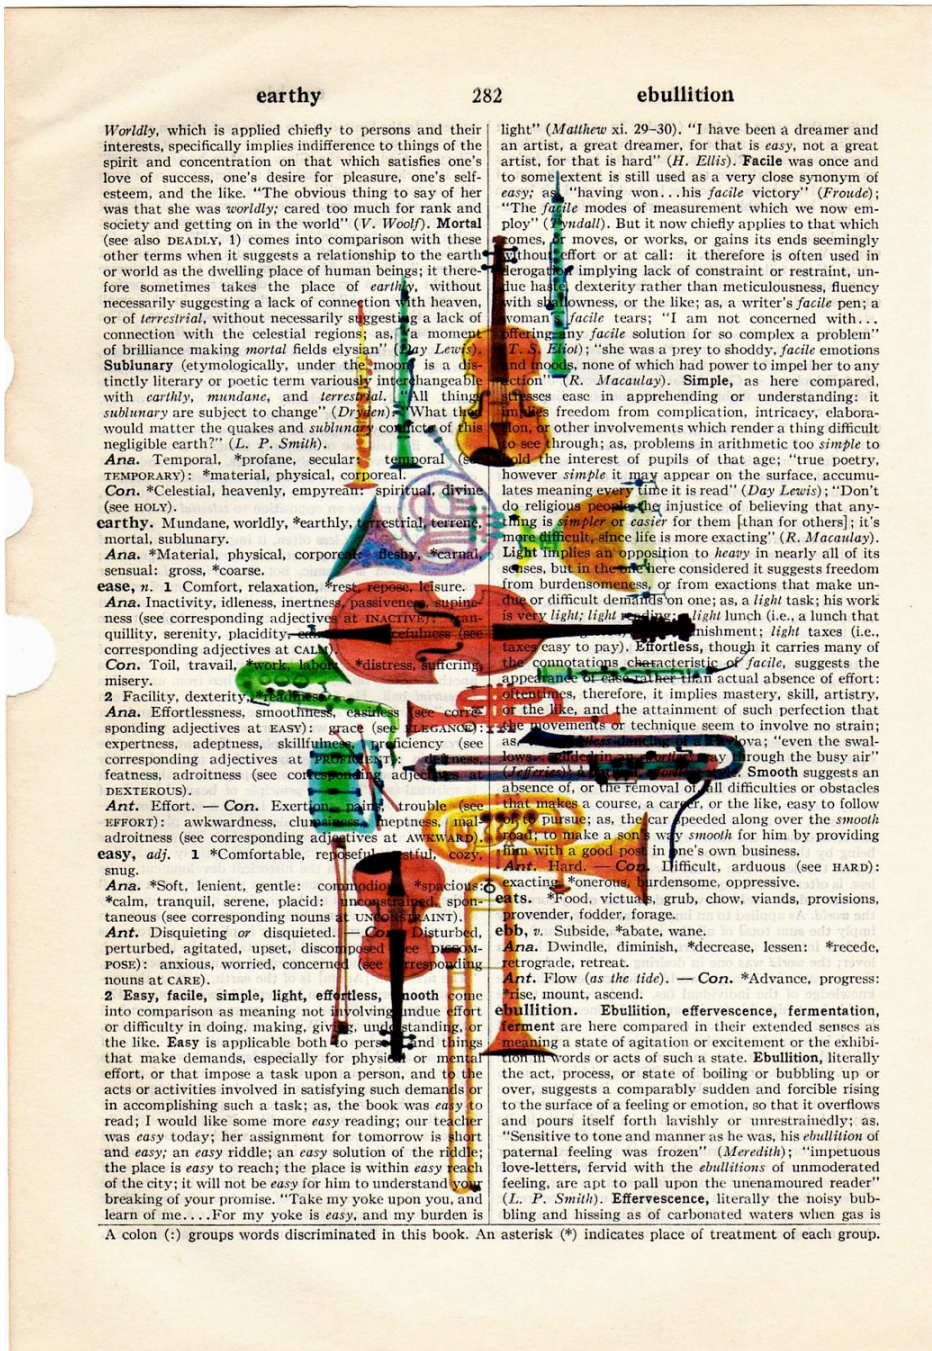 earthy 282 ebullition
Worldly, which is applied chiefly to persons and their
interests, specifically implies indifference to things of the
spirit and concentration on that which satisfies one's
love of success, one's desire for pleasure, one's self-
esteem, and the like. "The obvious thing to say of her
was that she was worldly; cared too much for rank and
society and getting on in the world" (V. Woolf). Mortal
(see also DEADLY, 1) comes into comparison with these
other terms when it suggests a relationship to the earth
or world as the dwelling place of human beings; it there-
fore sometimes takes the place of earthly, without
necessarily suggesting a lack of connection with heaven,
or of terrestrial, without necessarily suggesting a lack of
connection with the celestial regions; as, "a moment
of brilliance making mortal fields elysian" (Day Lewis).
Sublunary (etymologically, under the moon) is a dis-
tinctly literary or poetic term variously interchangeable
with earthly, mundane, and terrestrial. "All things
sublunary are subject to change" (Dryden). "What then
would matter the quakes and sublunary conflicts of this
negligible earth?" (L. P. Smith).
Ana. Temporal, *profane, secular: temporal (see
TEMPORARY): *material, physical, corporeal.
Con. *Celestial, heavenly, empyrean: spiritual, divine
(see HOLY).
earthy. Mundane, worldly, *earthly, terrestrial, terrene,
mortal, sublunary.
Ana. *Material, physical, corporeal: fleshy, *carnal,
sensual: gross, *coarse.
ease, n. 1 Comfort, relaxation, *rest, repose, leisure.
Ana. Inactivity, idleness, inertness, passiveness, supine-
ness (see corresponding adjectives at INACTIVE): tran-
quillity, serenity, placidity, (see
corresponding adjectives at CALM).
Con. Toil, travail, *work, labor: *distress, suffering,
misery.
2 Facility, dexterity, *readiness.
Ana. Effortlessness, smoothness, easiness (see corre-
sponding adjectives at EASY): grace (see ELEGANCE):
expertness, adeptness, skillfulness, proficiency (see
corresponding adjectives at PROFICIENT): deftness,
featness, adroitness (see corresponding adjectives at
DEXTEROUS).
Ant. Effort. — Con. Exertion, pains, trouble (see
EFFORT): awkwardness, clumsiness, ineptness, mal-
adroitness (see corresponding adjectives at AWKWARD).
easy, adj. 1 *Comfortable, reposeful, restful, cozy,
snug.
Ana. *Soft, lenient, gentle: commodious, *spacious:
*calm, tranquil, serene, placid: unconstrained, spon-
taneous (see corresponding nouns at UNCONSTRAINT).
Ant. Disquieting or disquieted. — Con. Disturbed,
perturbed, agitated, upset, discomposed (see DISCOM-
POSE): anxious, worried, concerned (see corresponding
nouns at CARE).
2 Easy, facile, simple, light, effortless, smooth come
into comparison as meaning not involving undue effort
or difficulty in doing, making, giving, understanding, or
the like. Easy is applicable both to persons and things
that make demands, especially for physical or mental
effort, or that impose a task upon a person, and to the
acts or activities involved in satisfying such demands or
in accomplishing such a task; as, the book was easy to
read; I would like some more easy reading; our teacher
was easy today; her assignment for tomorrow is short
and easy; an easy riddle; an easy solution of the riddle;
the place is easy to reach; the place is within easy reach
of the city; it will not be easy for him to understand your
breaking of your promise. "Take my yoke upon you, and
learn of me....For my yoke is easy, and my burden is
light" (Matthew xi. 29–30). "I have been a dreamer and
an artist, a great dreamer, for that is easy, not a great
artist, for that is hard" (H. Ellis). Facile was once and
to some extent is still used as a very close synonym of
easy; as, "having won...his facile victory" (Froude);
"The facile modes of measurement which we now em-
ploy" (Tyndall). But it now chiefly applies to that which
comes, or moves, or works, or gains its ends seemingly
without effort or at call: it therefore is often used in
derogation implying lack of constraint or restraint, un-
due haste, dexterity rather than meticulousness, fluency
with shallowness, or the like; as, a writer's facile pen; a
woman's facile tears; "I am not concerned with...
offering any facile solution for so complex a problem"
(T. S. Eliot); "she was a prey to shoddy, facile emotions
and moods, none of which had power to impel her to any
action" (R. Macaulay). Simple, as here compared,
stresses ease in apprehending or understanding: it
implies freedom from complication, intricacy, elabora-
tion, or other involvements which render a thing difficult
to see through; as, problems in arithmetic too simple to
hold the interest of pupils of that age; "true poetry,
however simple it may appear on the surface, accumu-
lates meaning every time it is read" (Day Lewis); "Don't
do religious people the injustice of believing that any-
thing is simpler or easier for them [than for others]; it's
more difficult, since life is more exacting" (R. Macaulay).
Light implies an opposition to heavy in nearly all of its
senses, but in the one here considered it suggests freedom
from burdensomeness, or from exactions that make un-
due or difficult demands on one; as, a light task; his work
is very light; light reading; light lunch (i.e., a lunch that
nishment; light taxes (i.e.,
taxes easy to pay). Effortless, though it carries many of
the connotations characteristic of facile, suggests the
appearance of ease rather than actual absence of effort:
oftentimes, therefore, it implies mastery, skill, artistry,
or the like, and the attainment of such perfection that
the movements or technique seem to involve no strain;
as, dancing of a Pavlova; "even the swal-
lows...glided in an effortless way through the busy air"
(Jefferies); style. Smooth suggests an
absence of, or the removal of, all difficulties or obstacles
that makes a course, a career, or the like, easy to follow
or to pursue; as, the car speeded along over the smooth
road; to make a son's way smooth for him by providing
him with a good post in one's own business.
Ant. Hard. — Con. Difficult, arduous (see HARD):
exacting, *onerous, burdensome, oppressive.
eats. *Food, victuals, grub, chow, viands, provisions,
provender, fodder, forage.
ebb, v. Subside, *abate, wane.
Ana. Dwindle, diminish, *decrease, lessen: *recede,
retrograde, retreat.
Ant. Flow (as the tide). — Con. *Advance, progress:
*rise, mount, ascend.
ebullition. Ebullition, effervescence, fermentation,
ferment are here compared in their extended senses as
meaning a state of agitation or excitement or the exhibi-
tion in words or acts of such a state. Ebullition, literally
the act, process, or state of boiling or bubbling up or
over, suggests a comparably sudden and forcible rising
to the surface of a feeling or emotion, so that it overflows
and pours itself forth lavishly or unrestrainedly; as,
"Sensitive to tone and manner as he was, his ebullition of
paternal feeling was frozen" (Meredith); "impetuous
love-letters, fervid with the ebullitions of unmoderated
feeling, are apt to pall upon the unenamoured reader"
(L. P. Smith). Effervescence, literally the noisy bub-
bling and hissing as of carbonated waters when gas is
A colon (:) groups words discriminated in this book. An asterisk (*) indicates place of treatment of each group.